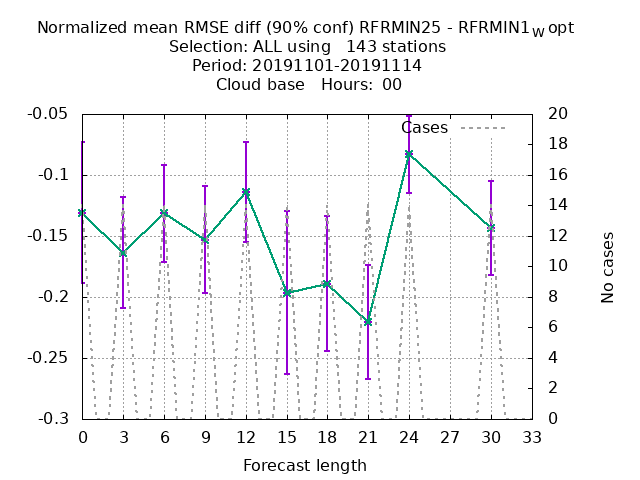 Normalized mean RMSE diff (90% conf) RFRMIN25 - RFRMIN1W opt
Selection: ALL using   143 stations
Period: 20191101-20191114
Cloud base   Hours:  00
Cases
-0.05
-0.1
-0.15
-0.2
-0.25
-0.3
20
18
16
14
12
10
8
6
4
2
0
No cases
0 3 6 9 12 15 18 21 24 27 30 33
Forecast length